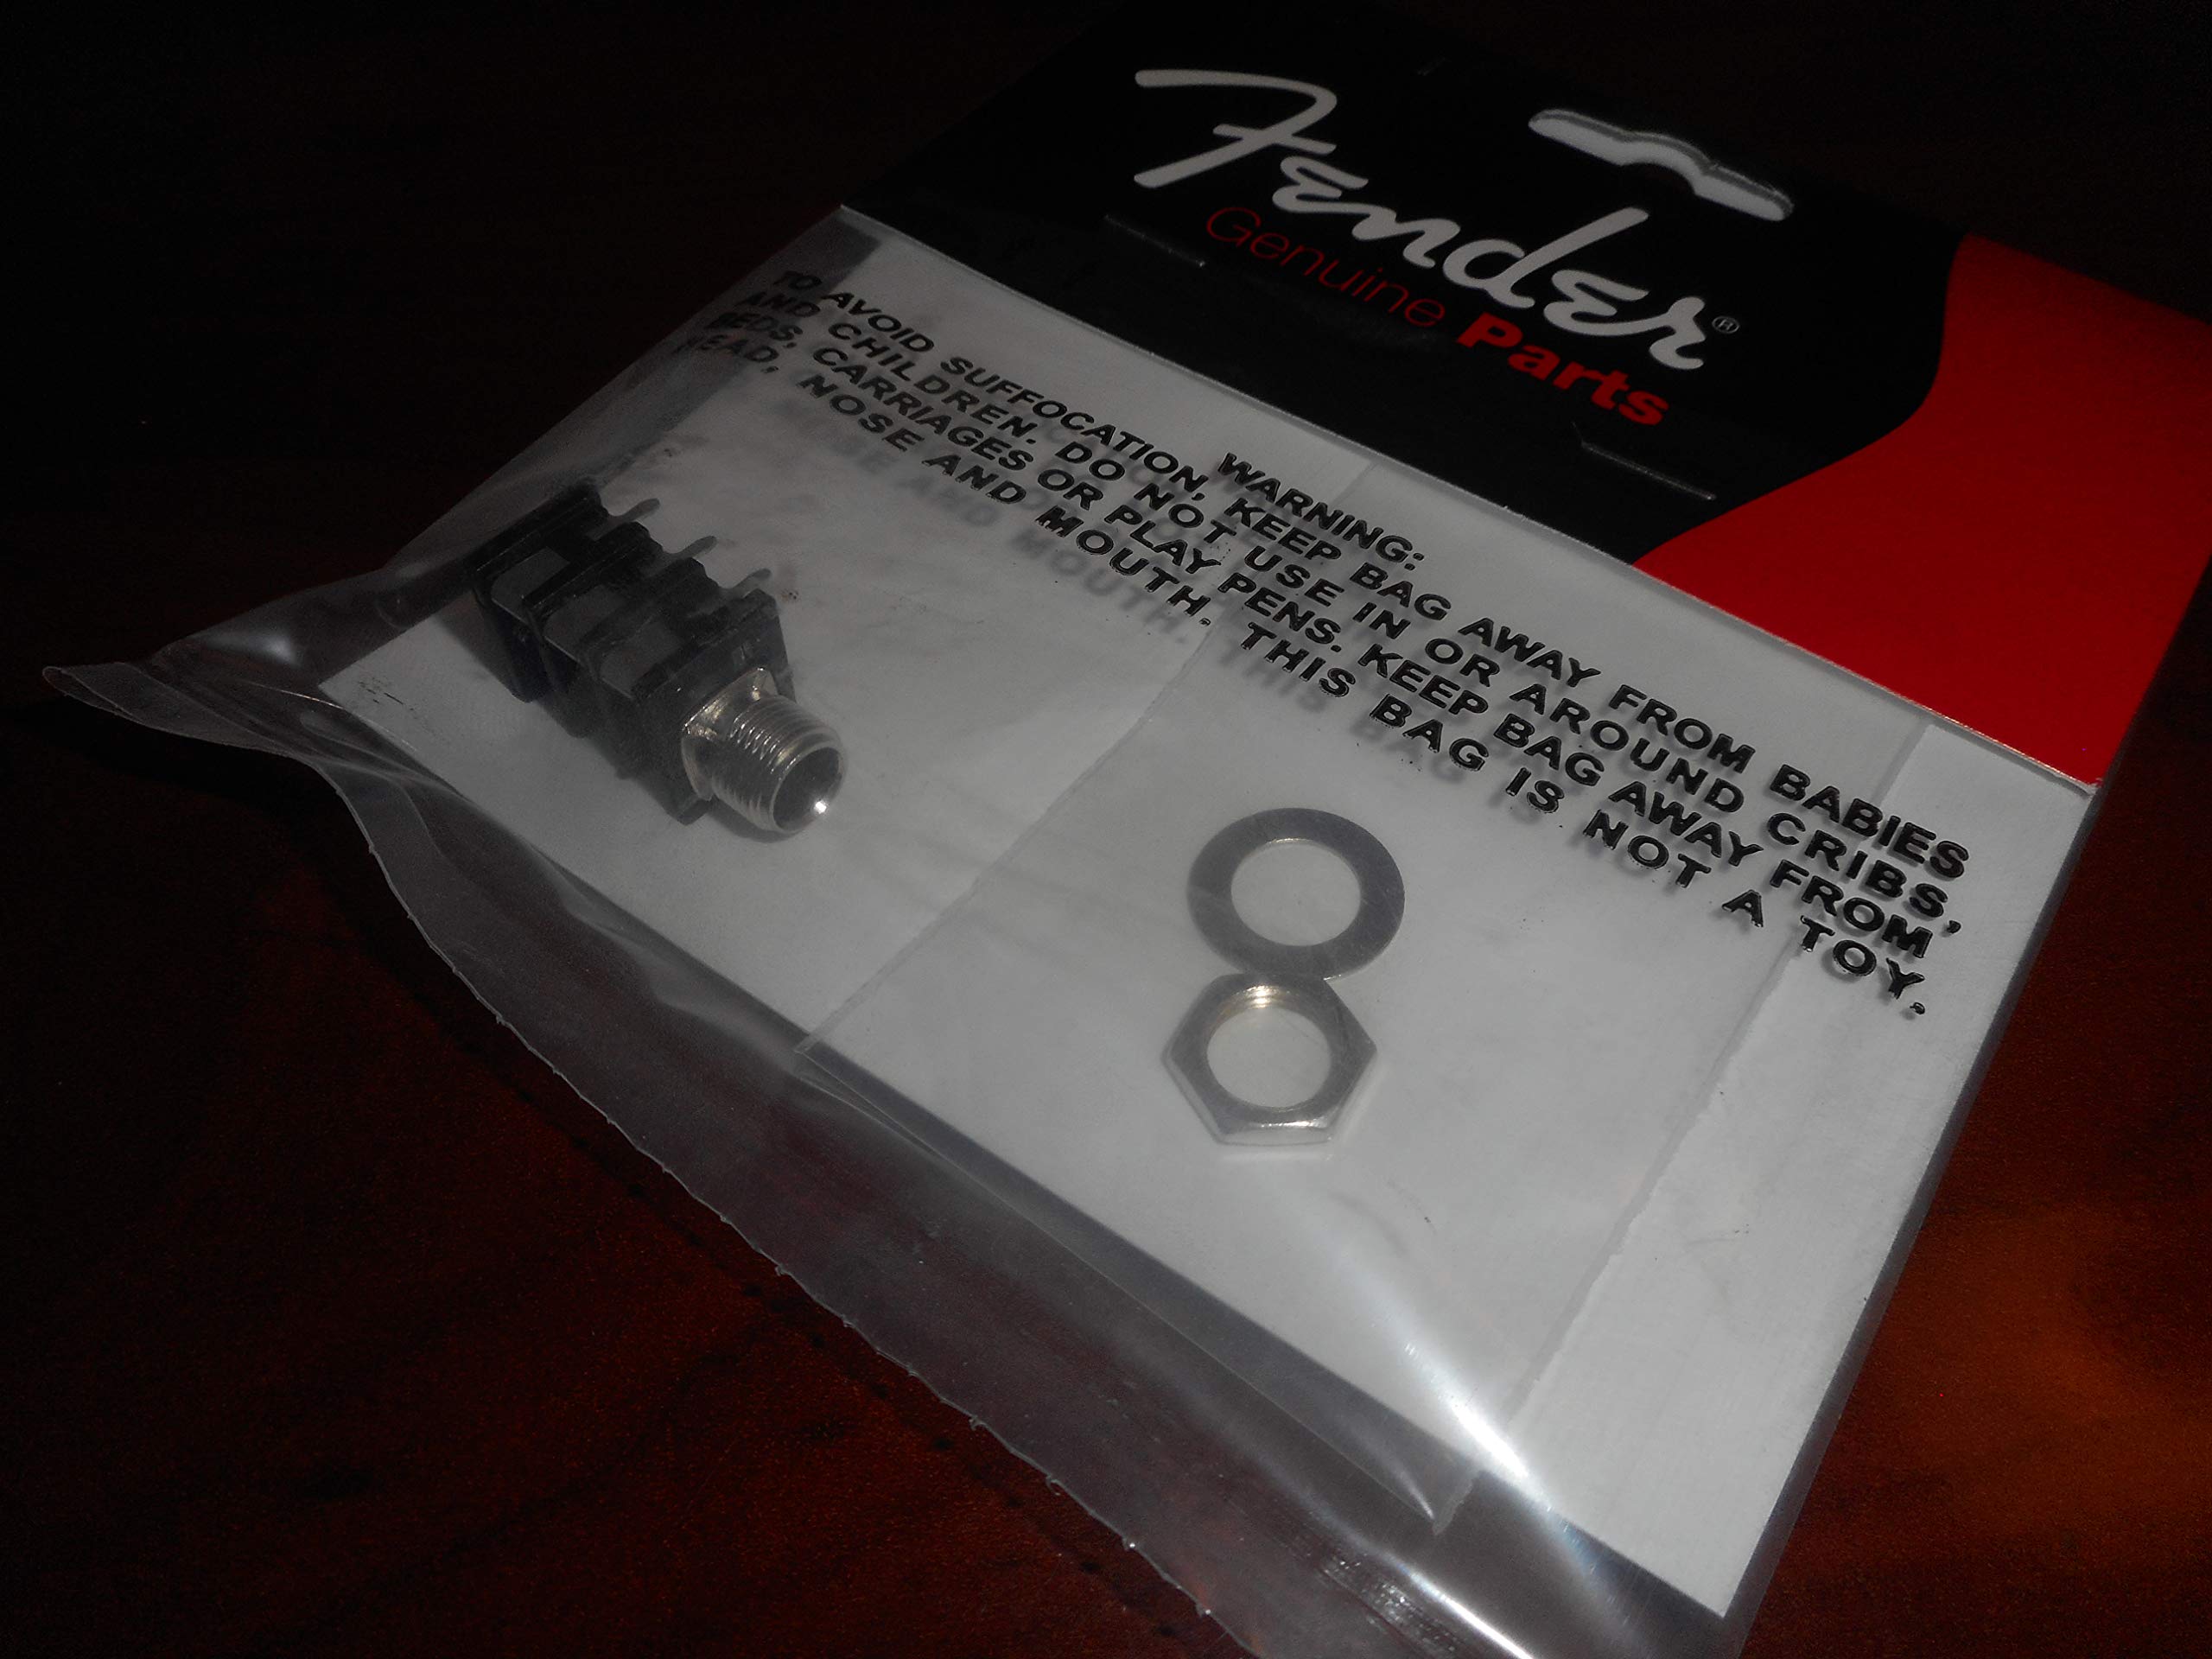 Fender®
Genuine Parts
WARNING:
TO AVOID SUFFOCATION, KEEP BAG AWAY FROM BABIES
AND CHILDREN. DO NOT USE IN OR AROUND CRIBS,
BEDS, CARRIAGES OR PLAY PENS. KEEP BAG AWAY FROM
HEAD, NOSE AND MOUTH. THIS BAG IS NOT A TOY.